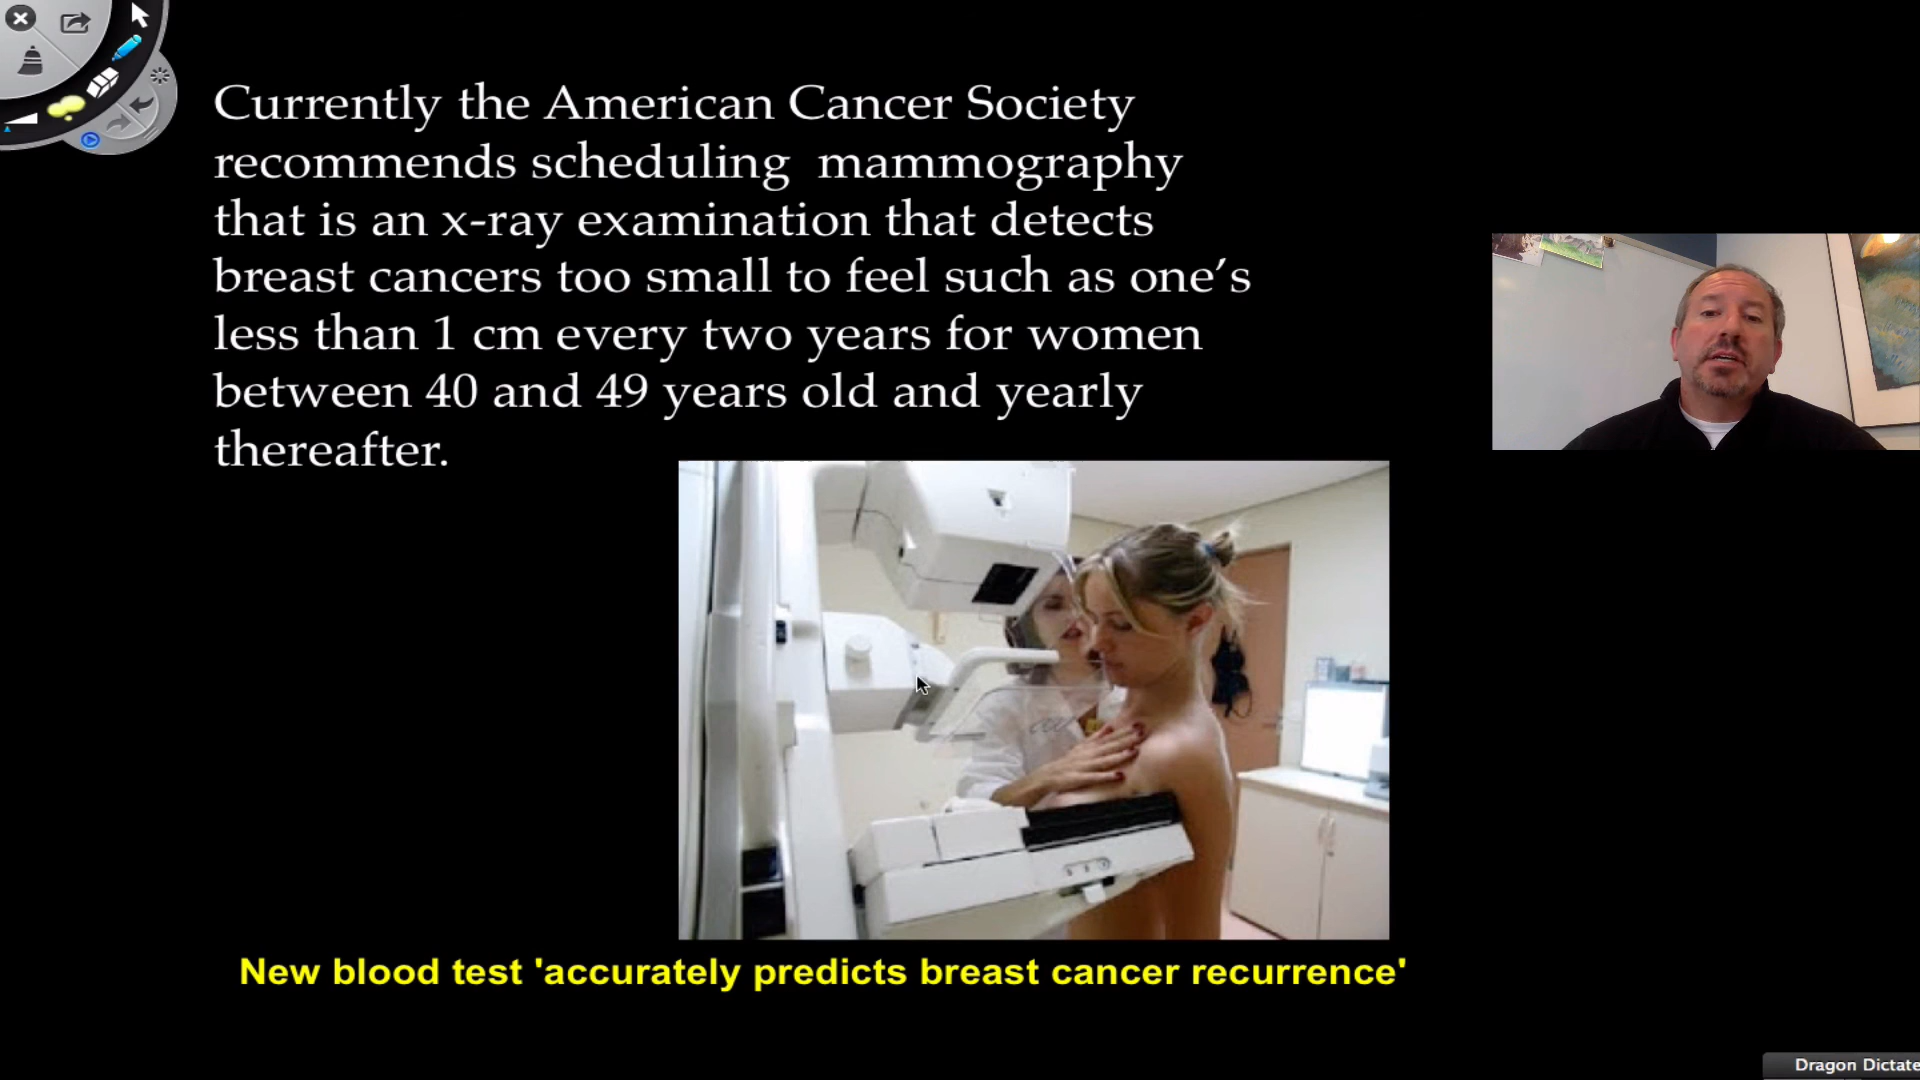 Currently the American Cancer Society
recommends scheduling  mammography
that is an x-ray examination that detects
breast cancers too small to feel such as one’s
less than 1 cm every two years for women
between 40 and 49 years old and yearly
thereafter.
New blood test 'accurately predicts breast cancer recurrence'
Dragon Dictate